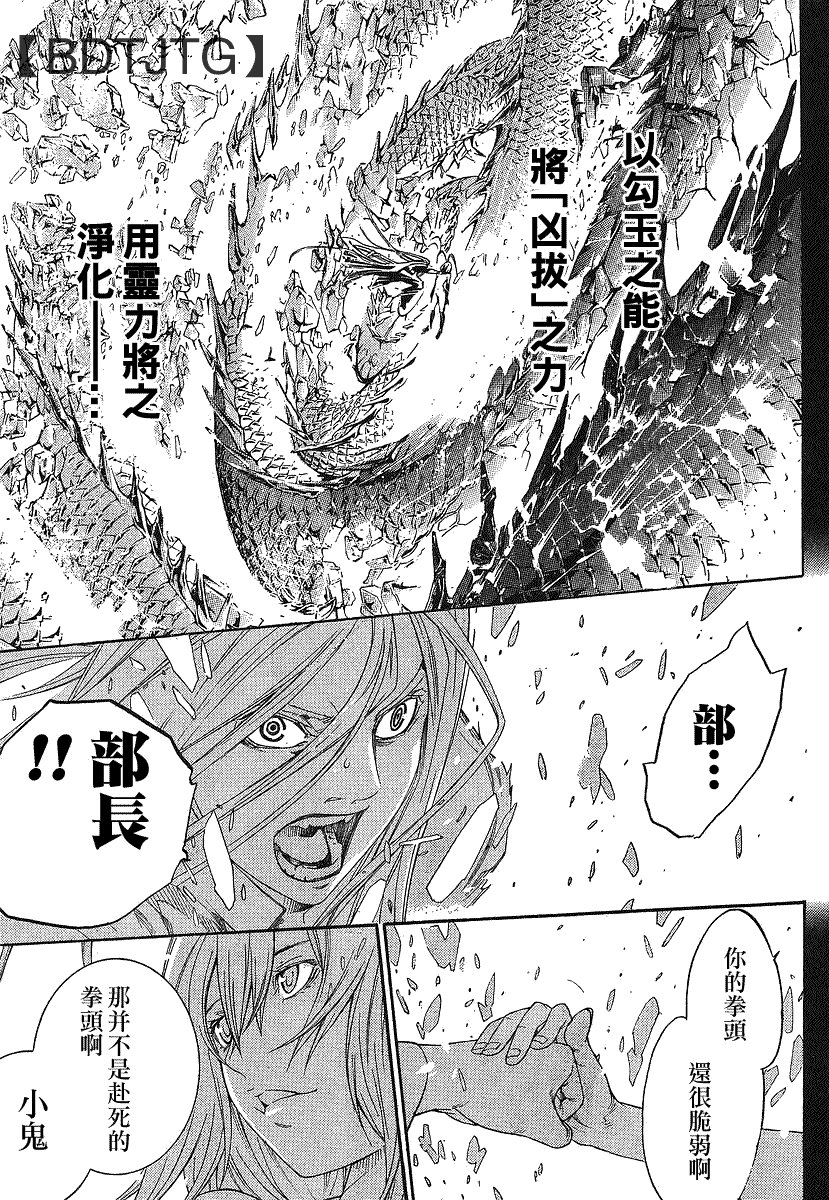 【BDTJTG】
以勾玉之能
將「凶拔」之力
用靈力將之
淨化——…
部…
部長
!!
你的拳頭
還很脆弱啊
那并不是赴死的
拳頭啊
小鬼